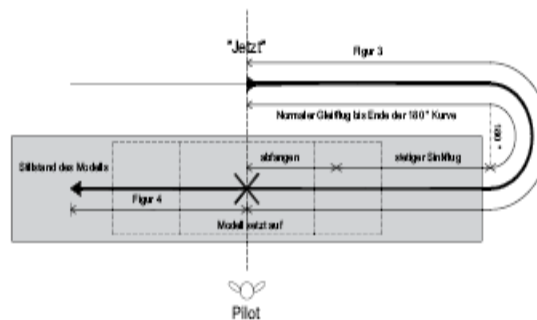 "Jetzt"
Figur 3
Normaler Gleitflug bis Ende der 180° Kurve
180°
abfangen
stetiger Sinkflug
Stillstand des Modells
Figur 4
Modell setzt auf
Pilot